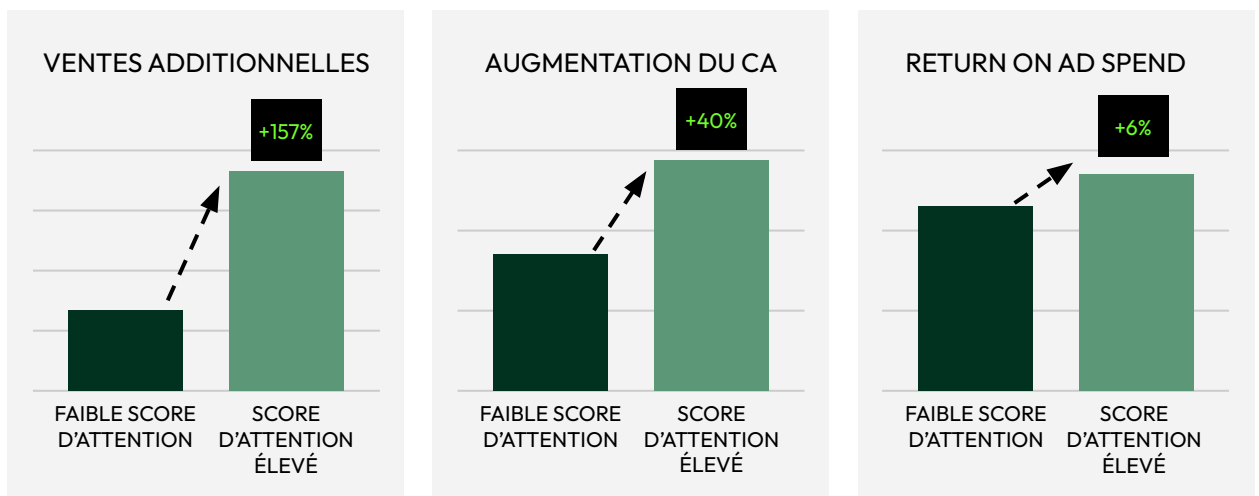 VENTES ADDITIONNELLES
+157%
FAIBLE SCORE
D’ATTENTION
SCORE
D’ATTENTION
ÉLEVÉ
AUGMENTATION DU CA
+40%
FAIBLE SCORE
D’ATTENTION
SCORE
D’ATTENTION
ÉLEVÉ
RETURN ON AD SPEND
+6%
FAIBLE SCORE
D’ATTENTION
SCORE
D’ATTENTION
ÉLEVÉ